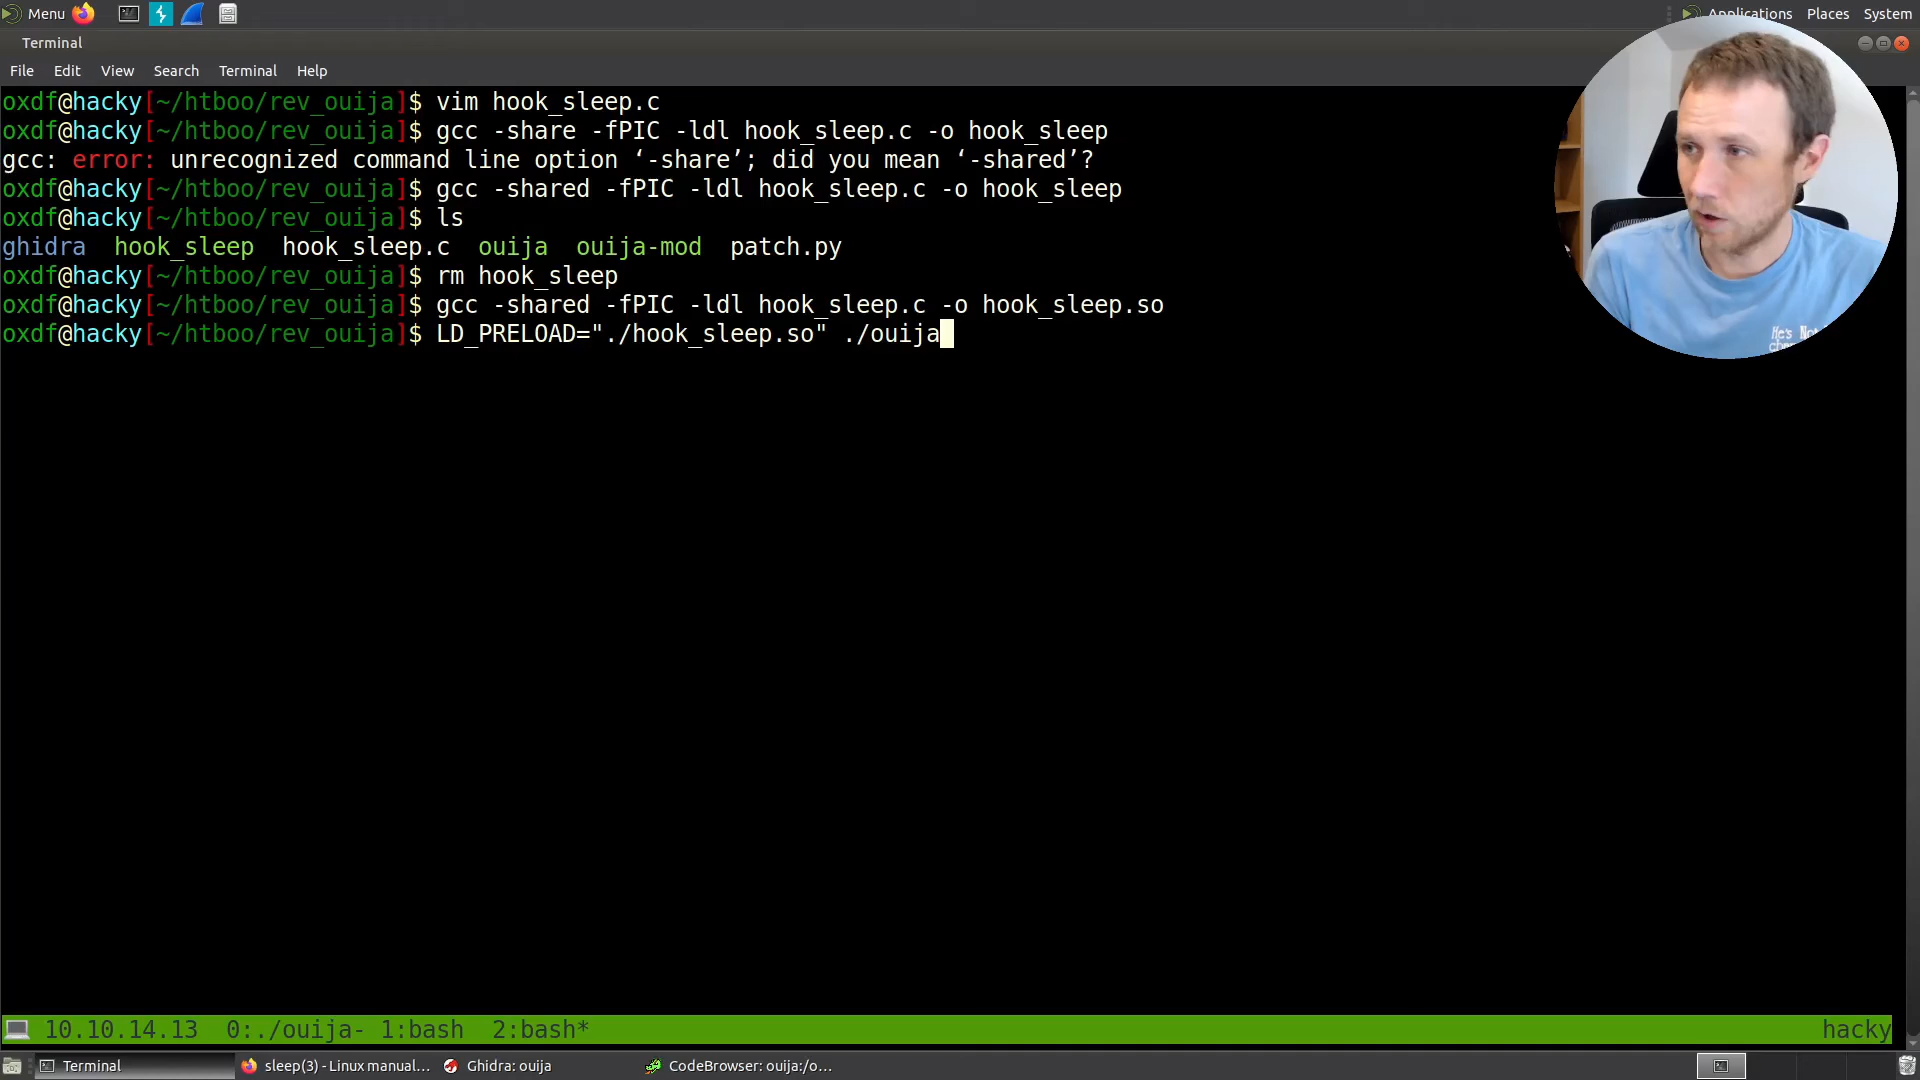 Menu
Applications Places System
Terminal
File Edit View Search Terminal Help
oxdf@hacky[~/htboo/rev_ouija]$ vim hook_sleep.c
oxdf@hacky[~/htboo/rev_ouija]$ gcc -share -fPIC -ldl hook_sleep.c -o hook_sleep
gcc: error: unrecognized command line option ‘-share’; did you mean ‘-shared’?
oxdf@hacky[~/htboo/rev_ouija]$ gcc -shared -fPIC -ldl hook_sleep.c -o hook_sleep
oxdf@hacky[~/htboo/rev_ouija]$ ls
ghidra hook_sleep hook_sleep.c ouija ouija-mod patch.py
oxdf@hacky[~/htboo/rev_ouija]$ rm hook_sleep
oxdf@hacky[~/htboo/rev_ouija]$ gcc -shared -fPIC -ldl hook_sleep.c -o hook_sleep.so
oxdf@hacky[~/htboo/rev_ouija]$ LD_PRELOAD="./hook_sleep.so" ./ouija
He's
10.10.14.13 0:./ouija- 1:bash 2:bash* hacky
Terminal sleep(3) - Linux manual... Ghidra: ouija CodeBrowser: ouija:/o...